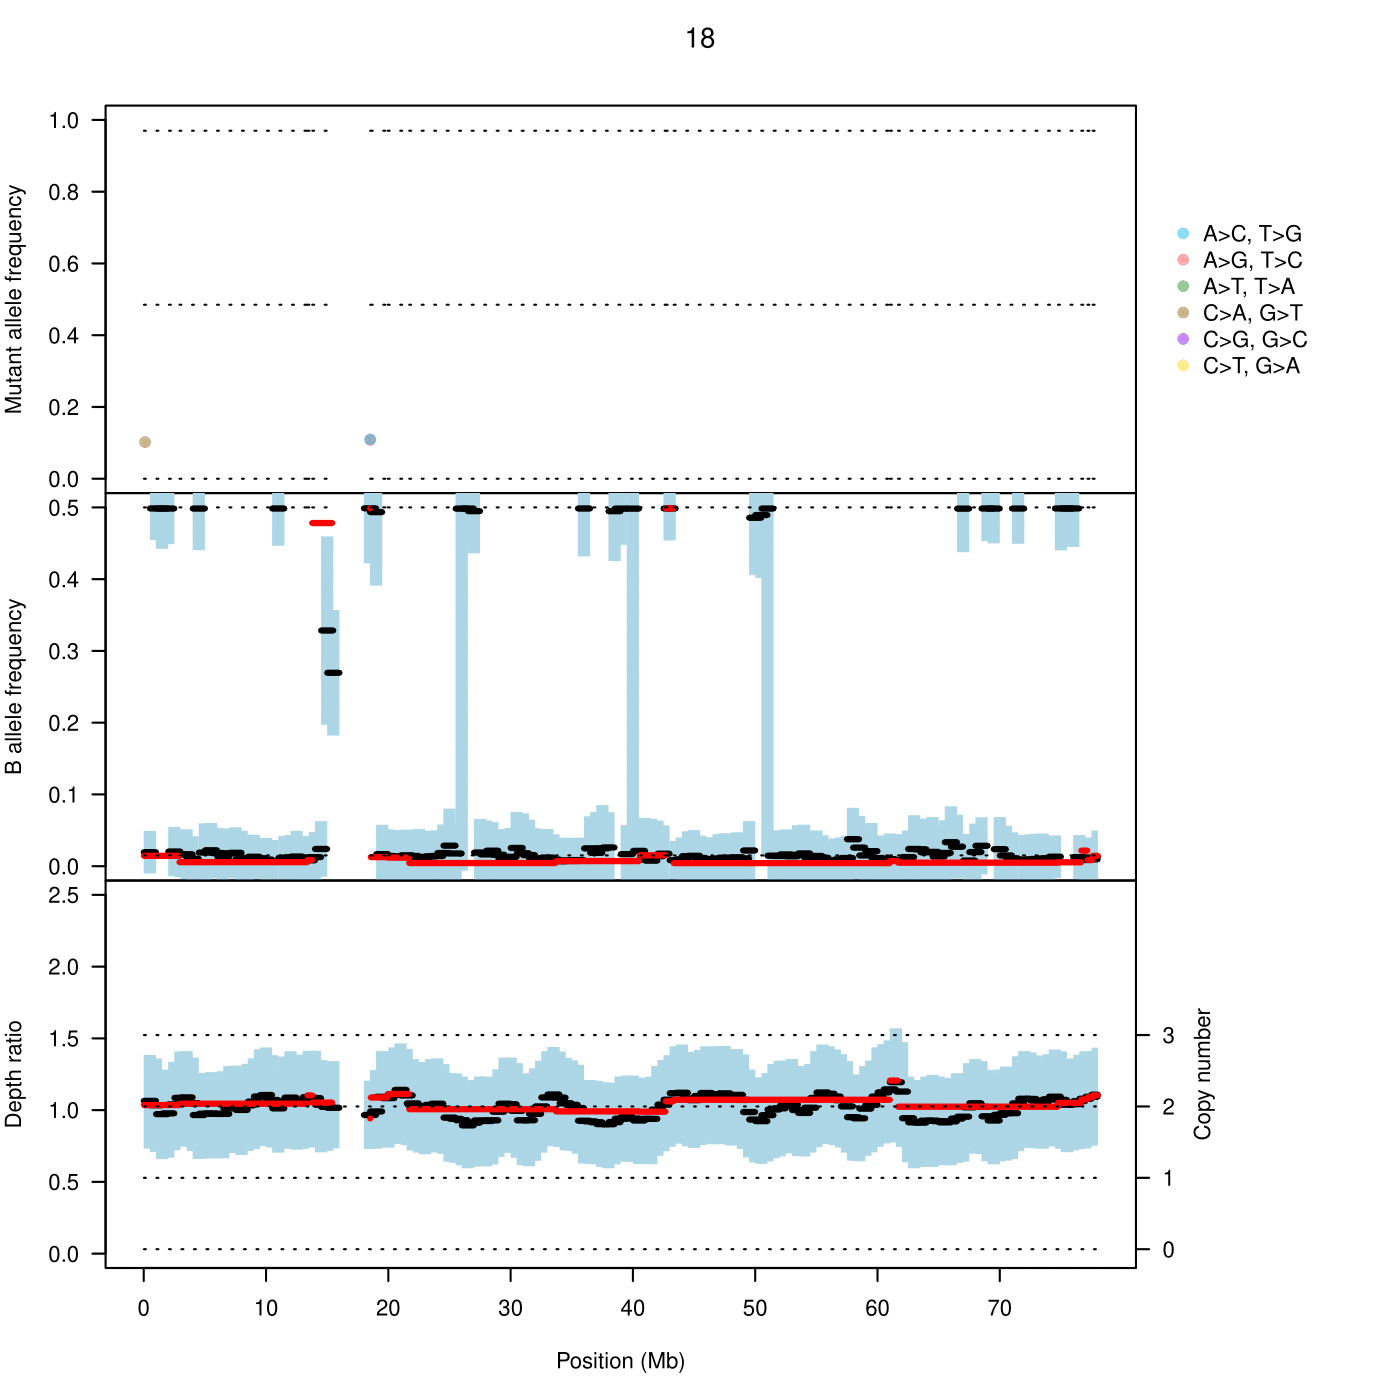 18
Mutant allele frequency
1.0
0.8
0.6
0.4
0.2
0.0
A>C, T>G
A>G, T>C
A>T, T>A
C>A, G>T
C>G, G>C
C>T, G>A
B allele frequency
0.5
0.4
0.3
0.2
0.1
0.0
Depth ratio
2.5
2.0
1.5
1.0
0.5
0.0
3
2
1
0
Copy number
0 10 20 30 40 50 60 70
Position (Mb)